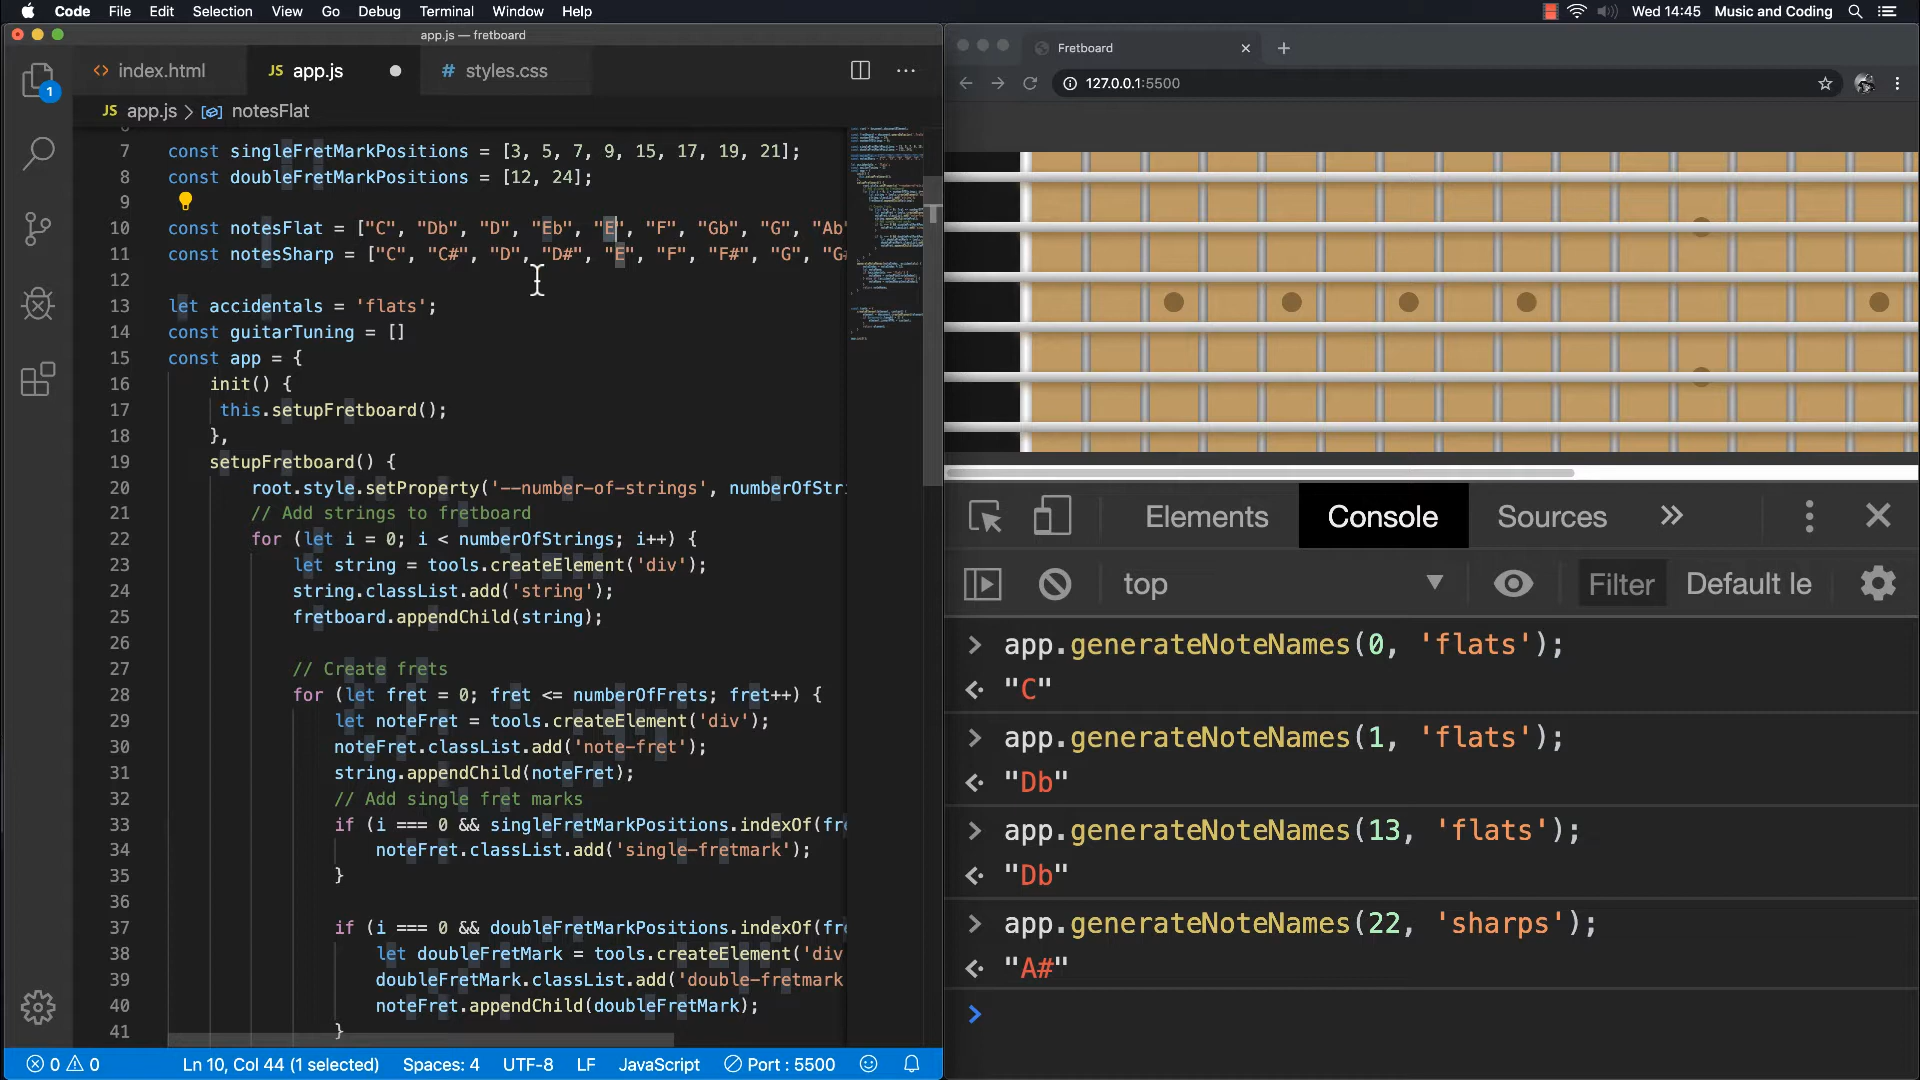 Code File Edit Selection View Go Debug Terminal Window Help
Wed 14:45 Music and Coding
app.js — fretboard
1
index.html
JS app.js
# styles.css
JS app.js > notesFlat
7 const singleFretMarkPositions = [3, 5, 7, 9, 15, 17, 19, 21];
8 const doubleFretMarkPositions = [12, 24];
9
10 const notesFlat = ["C", "Db", "D", "Eb", "E", "F", "Gb", "G", "Ab"
11 const notesSharp = ["C", "C#", "D", "D#", "E", "F", "F#", "G", "G#
12
13 let accidentals = 'flats';
14 const guitarTuning = []
15 const app = {
16 init() {
17 this.setupFretboard();
18 },
19 setupFretboard() {
20 root.style.setProperty('--number-of-strings', numberOfStri
21 // Add strings to fretboard
22 for (let i = 0; i < numberOfStrings; i++) {
23 let string = tools.createElement('div');
24 string.classList.add('string');
25 fretboard.appendChild(string);
26
27 // Create frets
28 for (let fret = 0; fret <= numberOfFrets; fret++) {
29 let noteFret = tools.createElement('div');
30 noteFret.classList.add('note-fret');
31 string.appendChild(noteFret);
32 // Add single fret marks
33 if (i === 0 && singleFretMarkPositions.indexOf(fre
34 noteFret.classList.add('single-fretmark');
35 }
36
37 if (i === 0 && doubleFretMarkPositions.indexOf(fre
38 let doubleFretMark = tools.createElement('div
39 doubleFretMark.classList.add('double-fretmark
40 noteFret.appendChild(doubleFretMark);
41 }
0 0 Ln 10, Col 44 (1 selected) Spaces: 4 UTF-8 LF JavaScript Port : 5500
Fretboard
127.0.0.1:5500
Elements Console Sources »
top Filter Default le
> app.generateNoteNames(0, 'flats');
"C"
> app.generateNoteNames(1, 'flats');
"Db"
> app.generateNoteNames(13, 'flats');
"Db"
> app.generateNoteNames(22, 'sharps');
"A#"
>